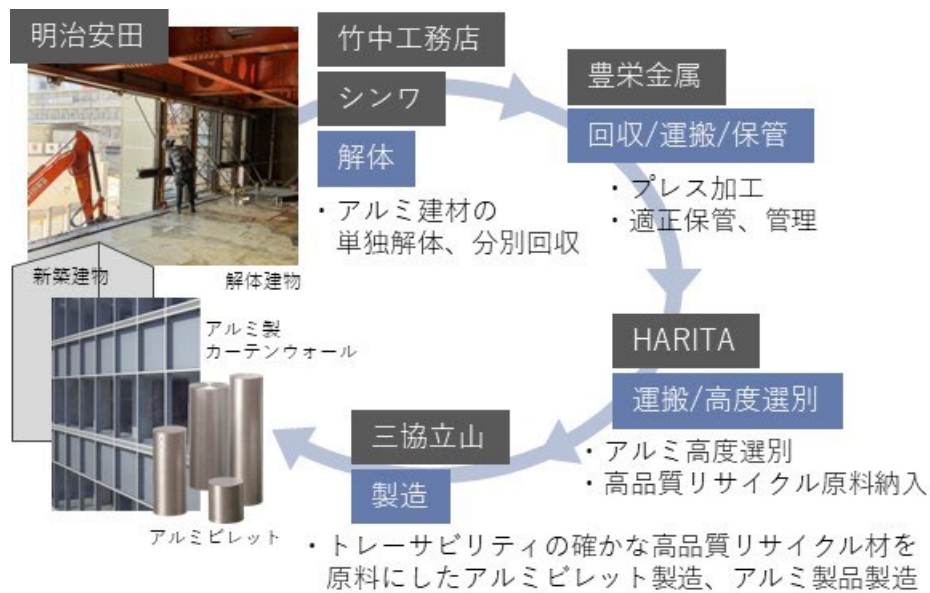 明治安田
竹中工務店
シンワ
解体
・アルミ建材の
単独解体、分別回収
豊栄金属
回収/運搬/保管
・プレス加工
・適正保管、管理
新築建物
解体建物
アルミ製
カーテンウォール
アルミビレット
HARITA
運搬/高度選別
・アルミ高度選別
・高品質リサイクル原料納入
三協立山
製造
・トレーサビリティの確かな高品質リサイクル材を
原料にしたアルミビレット製造、アルミ製品製造